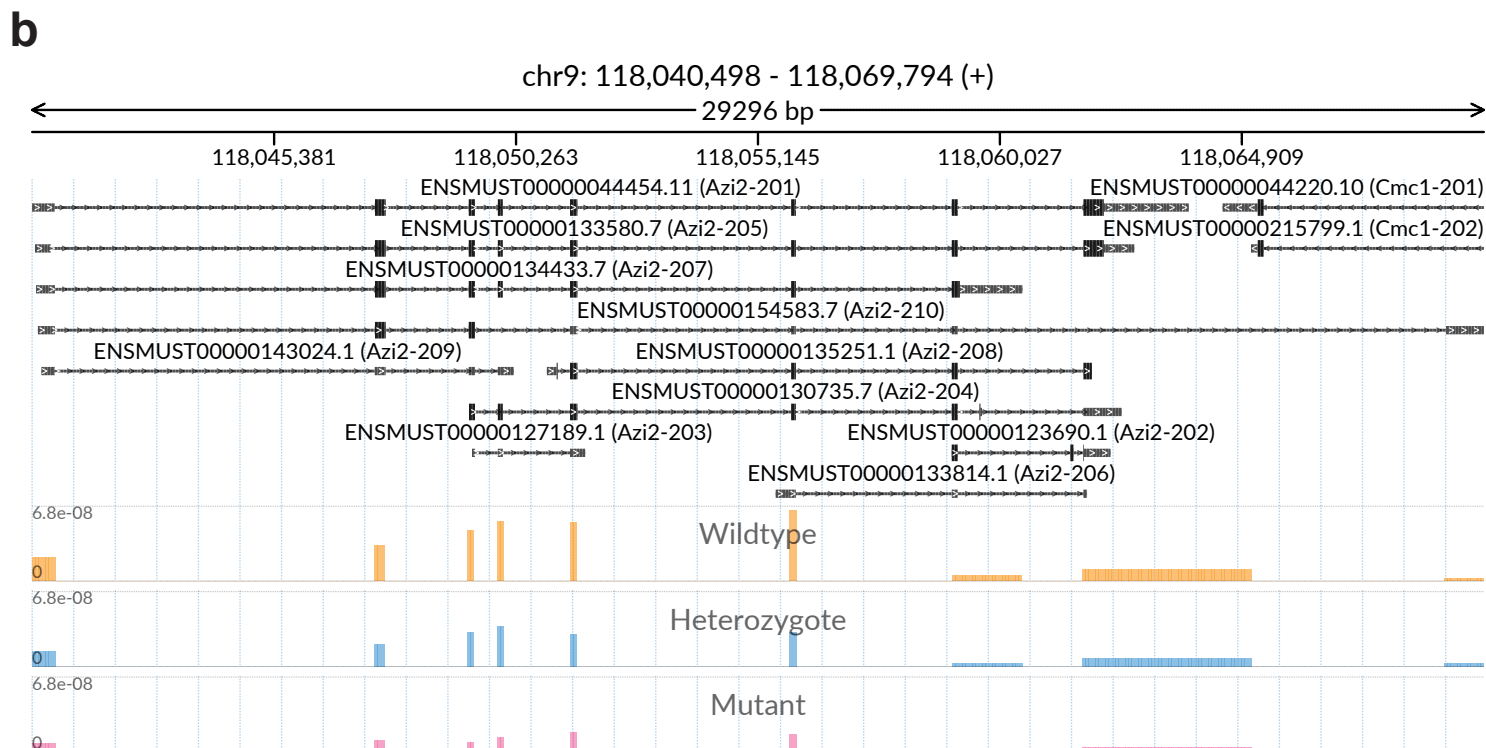 b
chr9: 118,040,498 - 118,069,794 (+)
29296 bp
118,045,381 118,050,263 118,055,145 118,060,027 118,064,909
ENSMUST00000044454.11 (Azi2-201) ENSMUST00000044220.10 (Cmc1-201)
ENSMUST00000133580.7 (Azi2-205) ENSMUST00000215799.1 (Cmc1-202)
ENSMUST00000134433.7 (Azi2-207)
ENSMUST00000154583.7 (Azi2-210)
ENSMUST00000143024.1 (Azi2-209) ENSMUST00000135251.1 (Azi2-208)
ENSMUST00000130735.7 (Azi2-204)
ENSMUST00000127189.1 (Azi2-203) ENSMUST00000123690.1 (Azi2-202)
ENSMUST00000133814.1 (Azi2-206)
6.8e-08
Wildtype
0
6.8e-08
Heterozygote
0
6.8e-08
Mutant
0